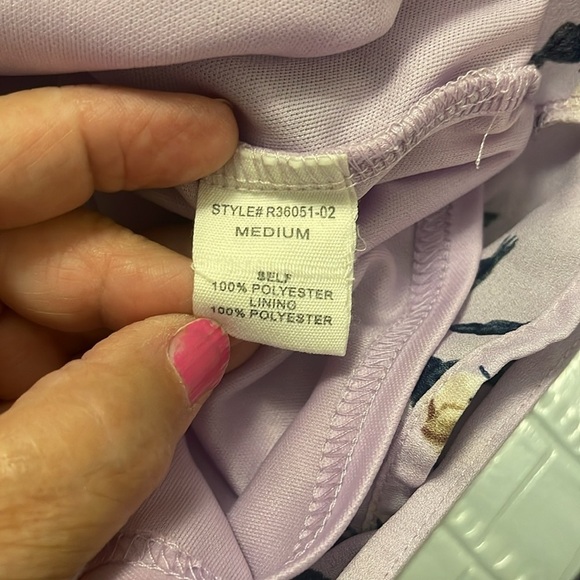 STYLE# R36051-02
MEDIUM
SELF
100% POLYESTER
LINING
100% POLYESTER